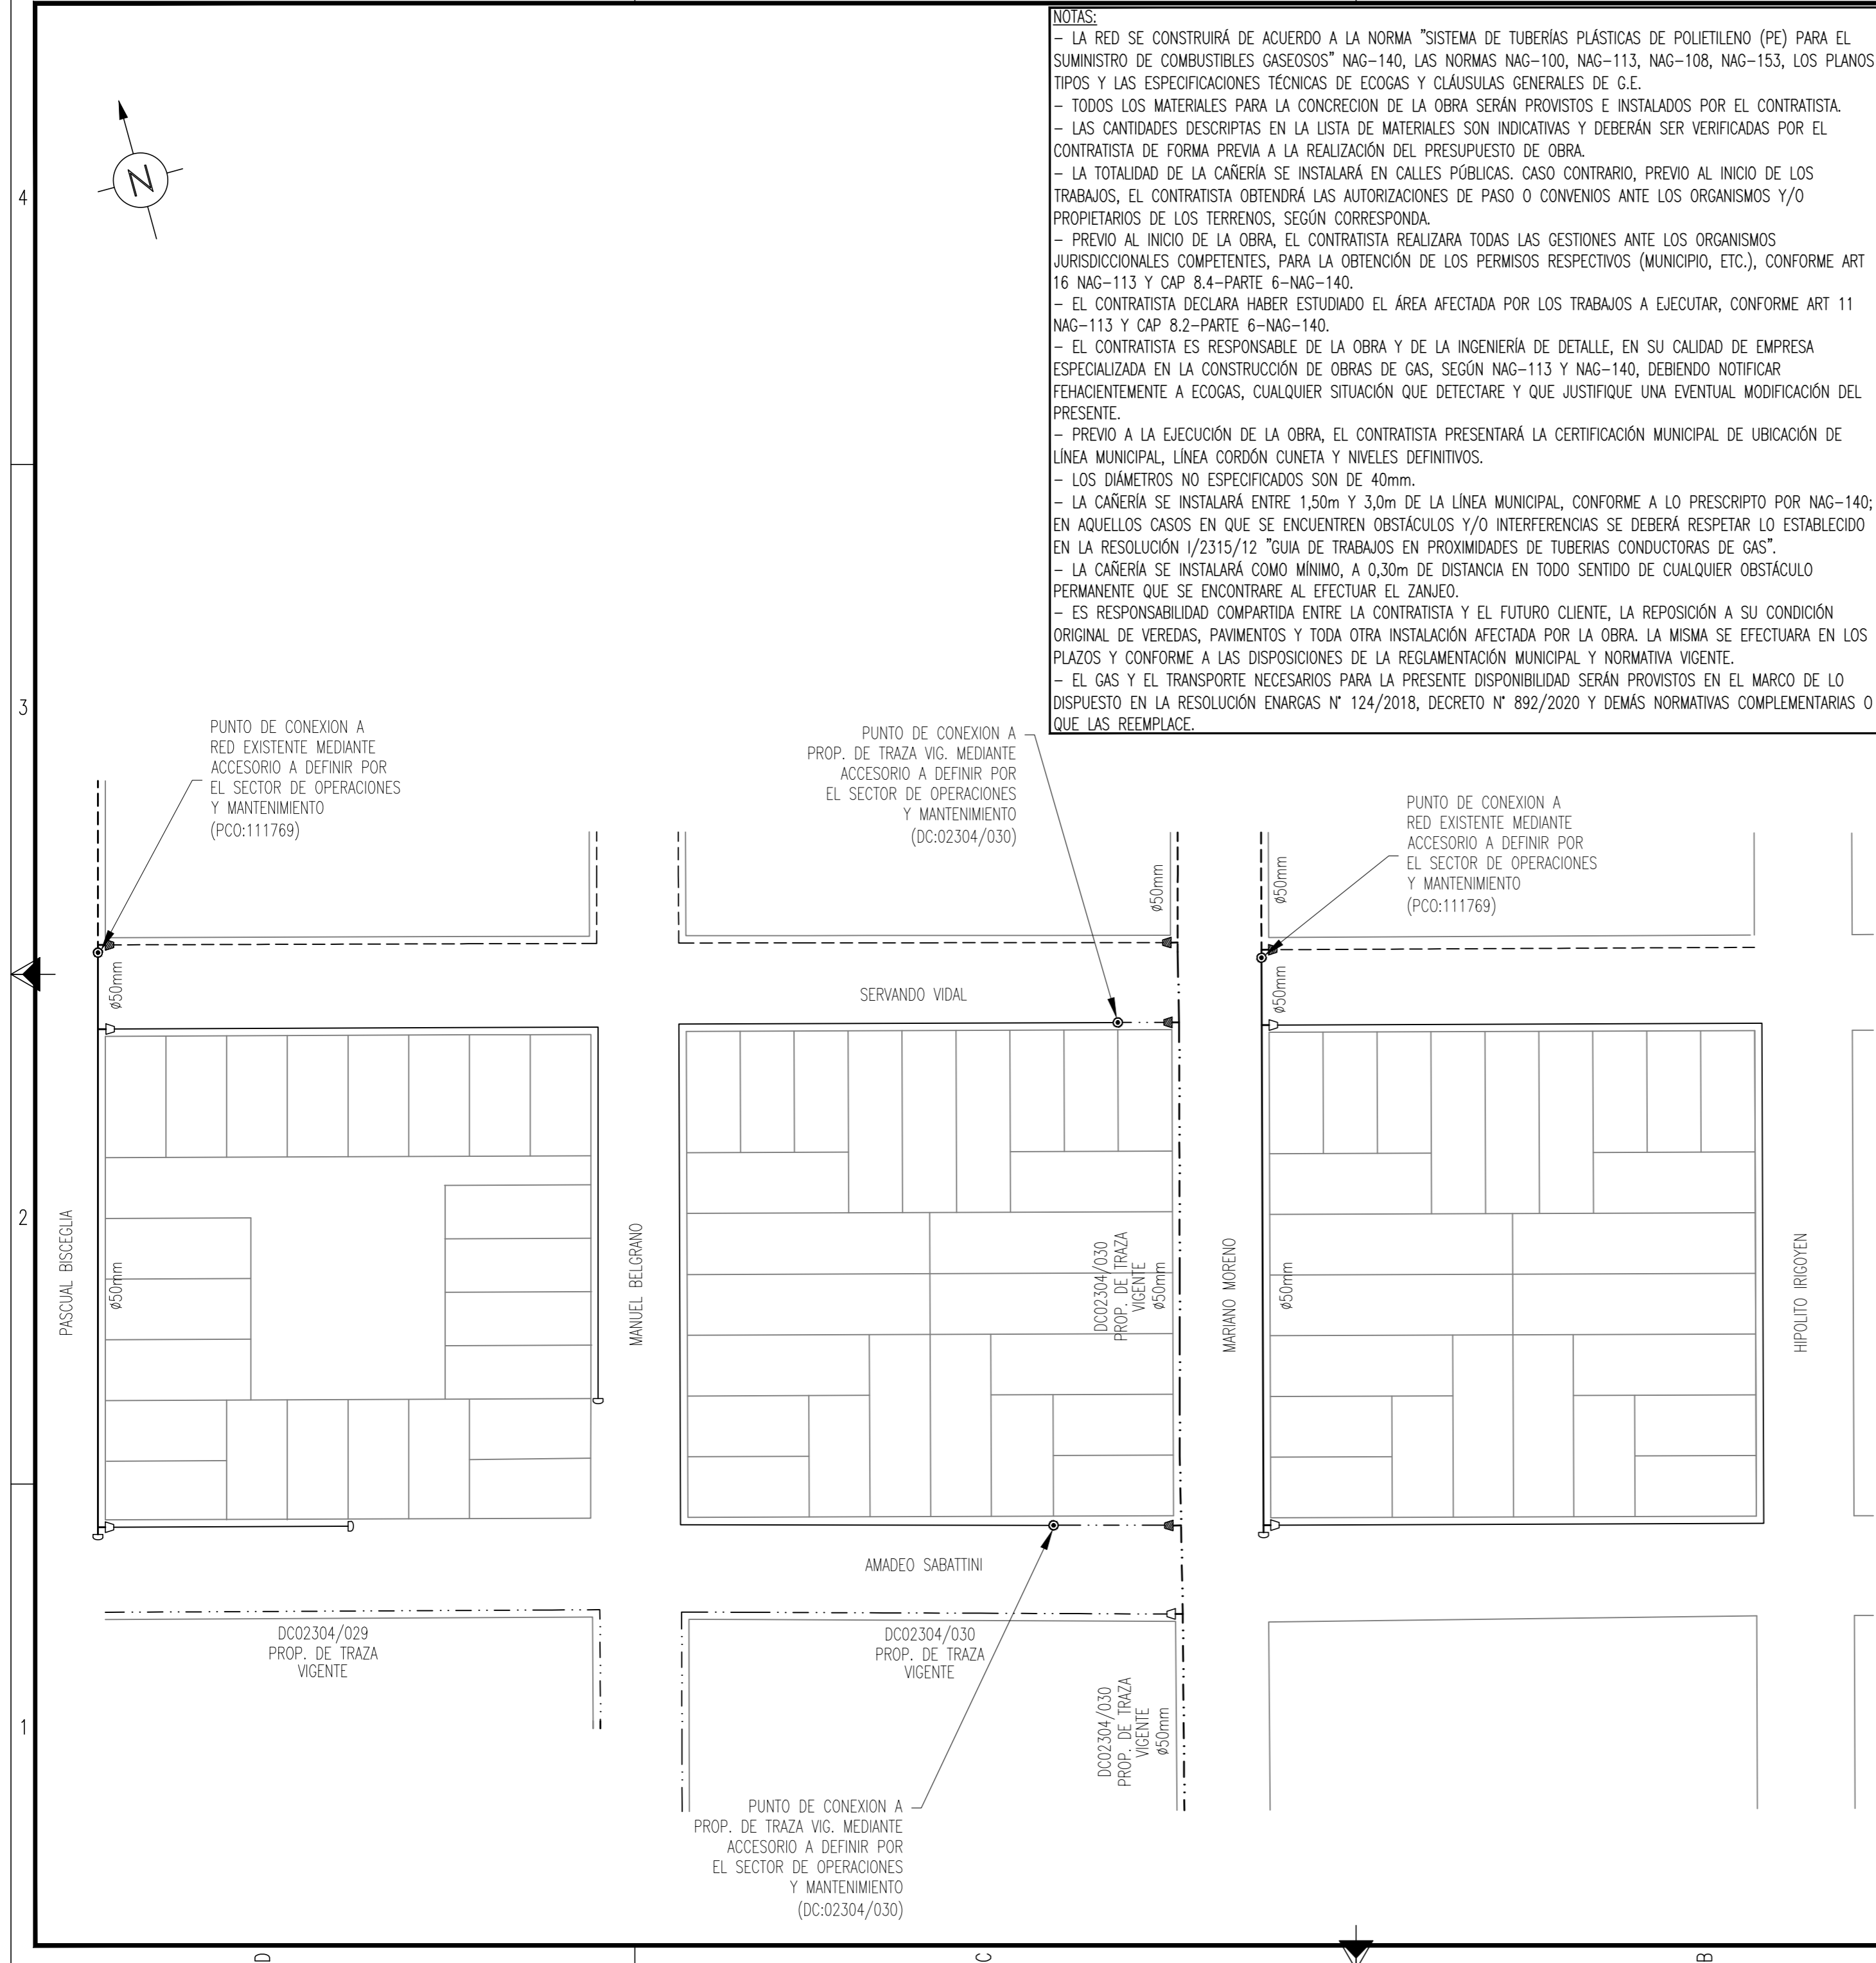 NOTAS:
– LA RED SE CONSTRUIRÁ DE ACUERDO A LA NORMA "SISTEMA DE TUBERÍAS PLÁSTICAS DE POLIETILENO (PE) PARA EL
SUMINISTRO DE COMBUSTIBLES GASEOSOS" NAG–140, LAS NORMAS NAG–100, NAG–113, NAG–108, NAG–153, LOS PLANOS
TIPOS Y LAS ESPECIFICACIONES TÉCNICAS DE ECOGAS Y CLÁUSULAS GENERALES DE G.E.
– TODOS LOS MATERIALES PARA LA CONCRECION DE LA OBRA SERÁN PROVISTOS E INSTALADOS POR EL CONTRATISTA.
– LAS CANTIDADES DESCRIPTAS EN LA LISTA DE MATERIALES SON INDICATIVAS Y DEBERÁN SER VERIFICADAS POR EL
CONTRATISTA DE FORMA PREVIA A LA REALIZACIÓN DEL PRESUPUESTO DE OBRA.
– LA TOTALIDAD DE LA CAÑERÍA SE INSTALARÁ EN CALLES PÚBLICAS. CASO CONTRARIO, PREVIO AL INICIO DE LOS
TRABAJOS, EL CONTRATISTA OBTENDRÁ LAS AUTORIZACIONES DE PASO O CONVENIOS ANTE LOS ORGANISMOS Y/O
PROPIETARIOS DE LOS TERRENOS, SEGÚN CORRESPONDA.
– PREVIO AL INICIO DE LA OBRA, EL CONTRATISTA REALIZARA TODAS LAS GESTIONES ANTE LOS ORGANISMOS
JURISDICCIONALES COMPETENTES, PARA LA OBTENCIÓN DE LOS PERMISOS RESPECTIVOS (MUNICIPIO, ETC.), CONFORME ART
16 NAG–113 Y CAP 8.4–PARTE 6–NAG–140.
– EL CONTRATISTA DECLARA HABER ESTUDIADO EL ÁREA AFECTADA POR LOS TRABAJOS A EJECUTAR, CONFORME ART 11
NAG–113 Y CAP 8.2–PARTE 6–NAG–140.
– EL CONTRATISTA ES RESPONSABLE DE LA OBRA Y DE LA INGENIERÍA DE DETALLE, EN SU CALIDAD DE EMPRESA
ESPECIALIZADA EN LA CONSTRUCCIÓN DE OBRAS DE GAS, SEGÚN NAG–113 Y NAG–140, DEBIENDO NOTIFICAR
FEHACIENTEMENTE A ECOGAS, CUALQUIER SITUACIÓN QUE DETECTARE Y QUE JUSTIFIQUE UNA EVENTUAL MODIFICACIÓN DEL
PRESENTE.
– PREVIO A LA EJECUCIÓN DE LA OBRA, EL CONTRATISTA PRESENTARÁ LA CERTIFICACIÓN MUNICIPAL DE UBICACIÓN DE
LÍNEA MUNICIPAL, LÍNEA CORDÓN CUNETA Y NIVELES DEFINITIVOS.
– LOS DIÁMETROS NO ESPECIFICADOS SON DE 40mm.
– LA CAÑERÍA SE INSTALARÁ ENTRE 1,50m Y 3,0m DE LA LÍNEA MUNICIPAL, CONFORME A LO PRESCRIPTO POR NAG–140;
EN AQUELLOS CASOS EN QUE SE ENCUENTREN OBSTÁCULOS Y/O INTERFERENCIAS SE DEBERÁ RESPETAR LO ESTABLECIDO
EN LA RESOLUCIÓN I/2315/12 "GUIA DE TRABAJOS EN PROXIMIDADES DE TUBERIAS CONDUCTORAS DE GAS".
– LA CAÑERÍA SE INSTALARÁ COMO MÍNIMO, A 0,30m DE DISTANCIA EN TODO SENTIDO DE CUALQUIER OBSTÁCULO
PERMANENTE QUE SE ENCONTRARE AL EFECTUAR EL ZANJEO.
– ES RESPONSABILIDAD COMPARTIDA ENTRE LA CONTRATISTA Y EL FUTURO CLIENTE, LA REPOSICIÓN A SU CONDICIÓN
ORIGINAL DE VEREDAS, PAVIMENTOS Y TODA OTRA INSTALACIÓN AFECTADA POR LA OBRA. LA MISMA SE EFECTUARA EN LOS
PLAZOS Y CONFORME A LAS DISPOSICIONES DE LA REGLAMENTACIÓN MUNICIPAL Y NORMATIVA VIGENTE.
– EL GAS Y EL TRANSPORTE NECESARIOS PARA LA PRESENTE DISPONIBILIDAD SERÁN PROVISTOS EN EL MARCO DE LO
DISPUESTO EN LA RESOLUCIÓN ENARGAS N° 124/2018, DECRETO N° 892/2020 Y DEMÁS NORMATIVAS COMPLEMENTARIAS O
QUE LAS REEMPLACE.
N
4
3
2
1
PUNTO DE CONEXION A
RED EXISTENTE MEDIANTE
ACCESORIO A DEFINIR POR
EL SECTOR DE OPERACIONES
Y MANTENIMIENTO
(PCO:111769)
PUNTO DE CONEXION A
PROP. DE TRAZA VIG. MEDIANTE
ACCESORIO A DEFINIR POR
EL SECTOR DE OPERACIONES
Y MANTENIMIENTO
(DC:02304/030)
PUNTO DE CONEXION A
RED EXISTENTE MEDIANTE
ACCESORIO A DEFINIR POR
EL SECTOR DE OPERACIONES
Y MANTENIMIENTO
(PCO:111769)
ø50mm
ø50mm
ø50mm
ø50mm
SERVANDO VIDAL
PASCUAL BISCEGLIA
ø50mm
MANUEL BELGRANO
DC02304/030
PROP. DE TRAZA
VIGENTE
ø50mm
MARIANO MORENO
ø50mm
HIPOLITO IRIGOYEN
AMADEO SABATTINI
DC02304/029
PROP. DE TRAZA
VIGENTE
DC02304/030
PROP. DE TRAZA
VIGENTE
DC02304/030
PROP. DE TRAZA
VIGENTE
ø50mm
PUNTO DE CONEXION A
PROP. DE TRAZA VIG. MEDIANTE
ACCESORIO A DEFINIR POR
EL SECTOR DE OPERACIONES
Y MANTENIMIENTO
(DC:02304/030)
D
C
B